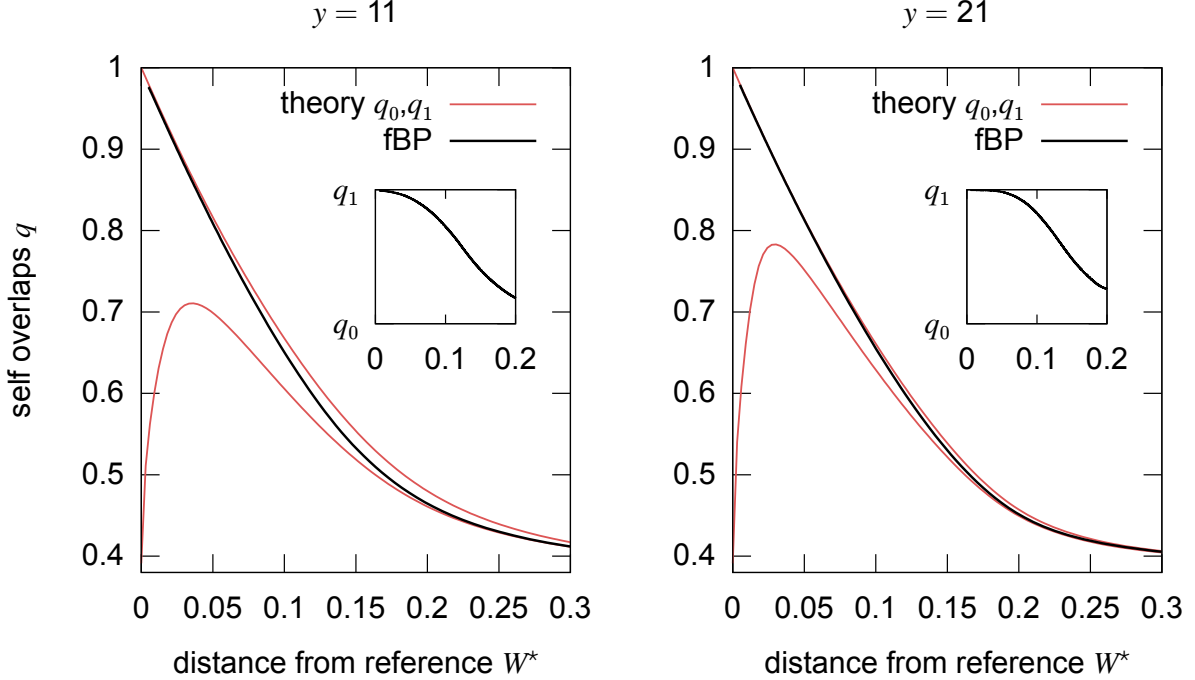 y = 11
self overlaps q
1
0.9
0.8
0.7
0.6
0.5
0.4
0
0.05
0.1
0.15
0.2
0.25
0.3
distance from reference W⋆
theory q₀,q₁
fBP
q₁
q₀
0
0.1
0.2
y = 21
1
0.9
0.8
0.7
0.6
0.5
0.4
0
0.05
0.1
0.15
0.2
0.25
0.3
distance from reference W⋆
theory q₀,q₁
fBP
q₁
q₀
0
0.1
0.2